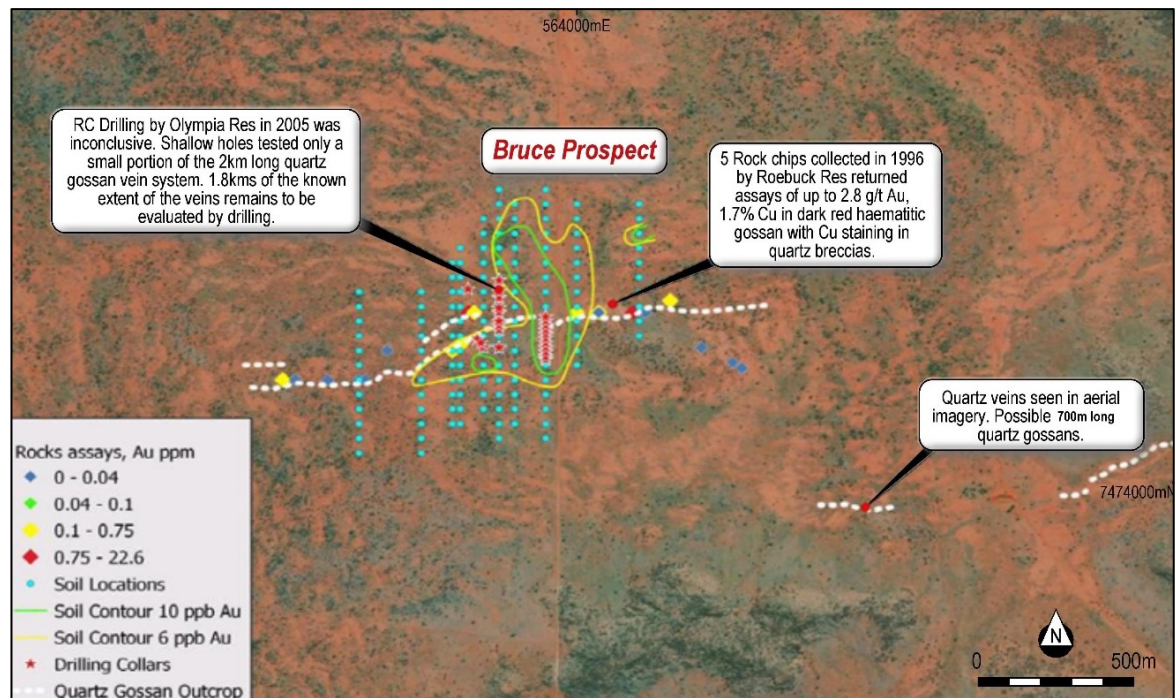 564000mE
RC Drilling by Olympia Res in 2005 was
inconclusive. Shallow holes tested only a
small portion of the 2km long quartz
gossan vein system. 1.8kms of the known
extent of the veins remains to be
evaluated by drilling.
Bruce Prospect
5 Rock chips collected in 1996
by Roebuck Res returned
assays of up to 2.8 g/t Au,
1.7% Cu in dark red haematitic
gossan with Cu staining in
quartz breccias.
Quartz veins seen in aerial
imagery. Possible 700m long
quartz gossans.
7474000mN
Rocks assays, Au ppm
0 - 0.04
0.04 - 0.1
0.1 - 0.75
0.75 - 22.6
Soil Locations
Soil Contour 10 ppb Au
Soil Contour 6 ppb Au
Drilling Collars
Quartz Gossan Outcrop
N
0 500m